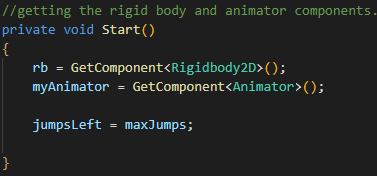 //getting the rigid body and animator components.
private void Start()
{
    rb = GetComponent<Rigidbody2D>();
    myAnimator = GetComponent<Animator>();

    jumpsLeft = maxJumps;

}